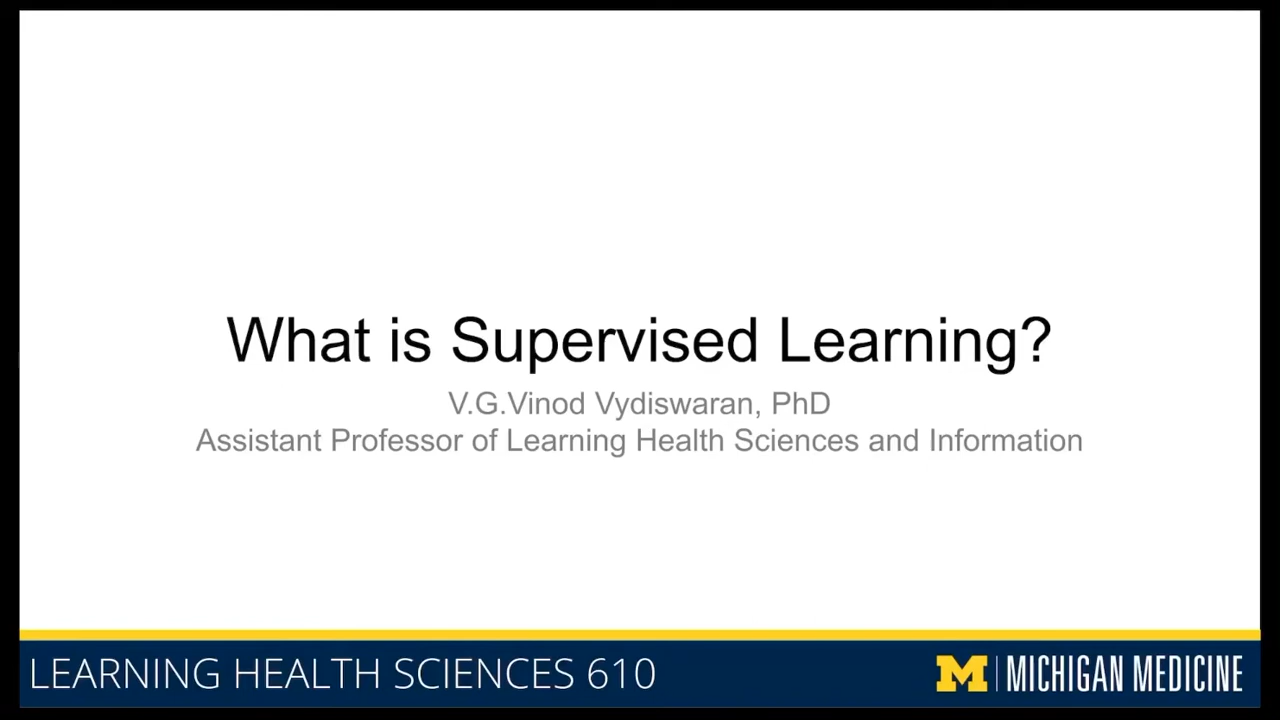 What is Supervised Learning?
V.G.Vinod Vydiswaran, PhD
Assistant Professor of Learning Health Sciences and Information
LEARNING HEALTH SCIENCES 610
M | MICHIGAN MEDICINE